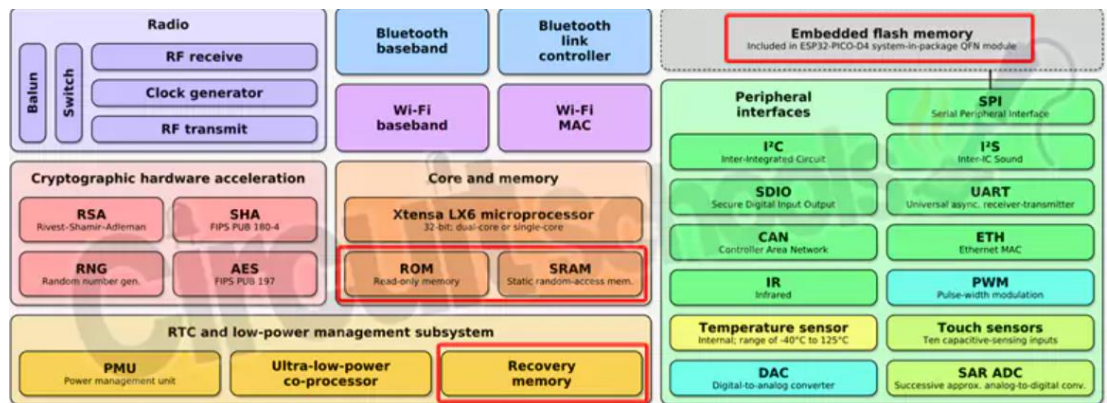 Radio
Balun
Switch
RF receive
Clock generator
RF transmit
Bluetooth
baseband
Bluetooth
link
controller
Wi-Fi
baseband
Wi-Fi
MAC
Embedded flash memory
Included in ESP32-PICO-D4 system-in-package QFN module
Cryptographic hardware acceleration
RSA
Rivest–Shamir–Adleman
SHA
FIPS PUB 180-4
RNG
Random number gen.
AES
FIPS PUB 197
Core and memory
Xtensa LX6 microprocessor
32-bit; dual-core or single-core
ROM
Read-only memory
SRAM
Static random-access mem.
RTC and low-power management subsystem
PMU
Power management unit
Ultra-low-power
co-processor
Recovery
memory
Peripheral
interfaces
SPI
Serial Peripheral Interface
I²C
Inter-Integrated Circuit
I²S
Inter-IC Sound
SDIO
Secure Digital Input Output
UART
Universal async. receiver-transmitter
CAN
Controller Area Network
ETH
Ethernet MAC
IR
Infrared
PWM
Pulse-width modulation
Temperature sensor
Internal; range of -40°C to 125°C
Touch sensors
Ten capacitive-sensing inputs
DAC
Digital-to-analog converter
SAR ADC
Successive approx. analog-to-digital conv.
Circuit Schools